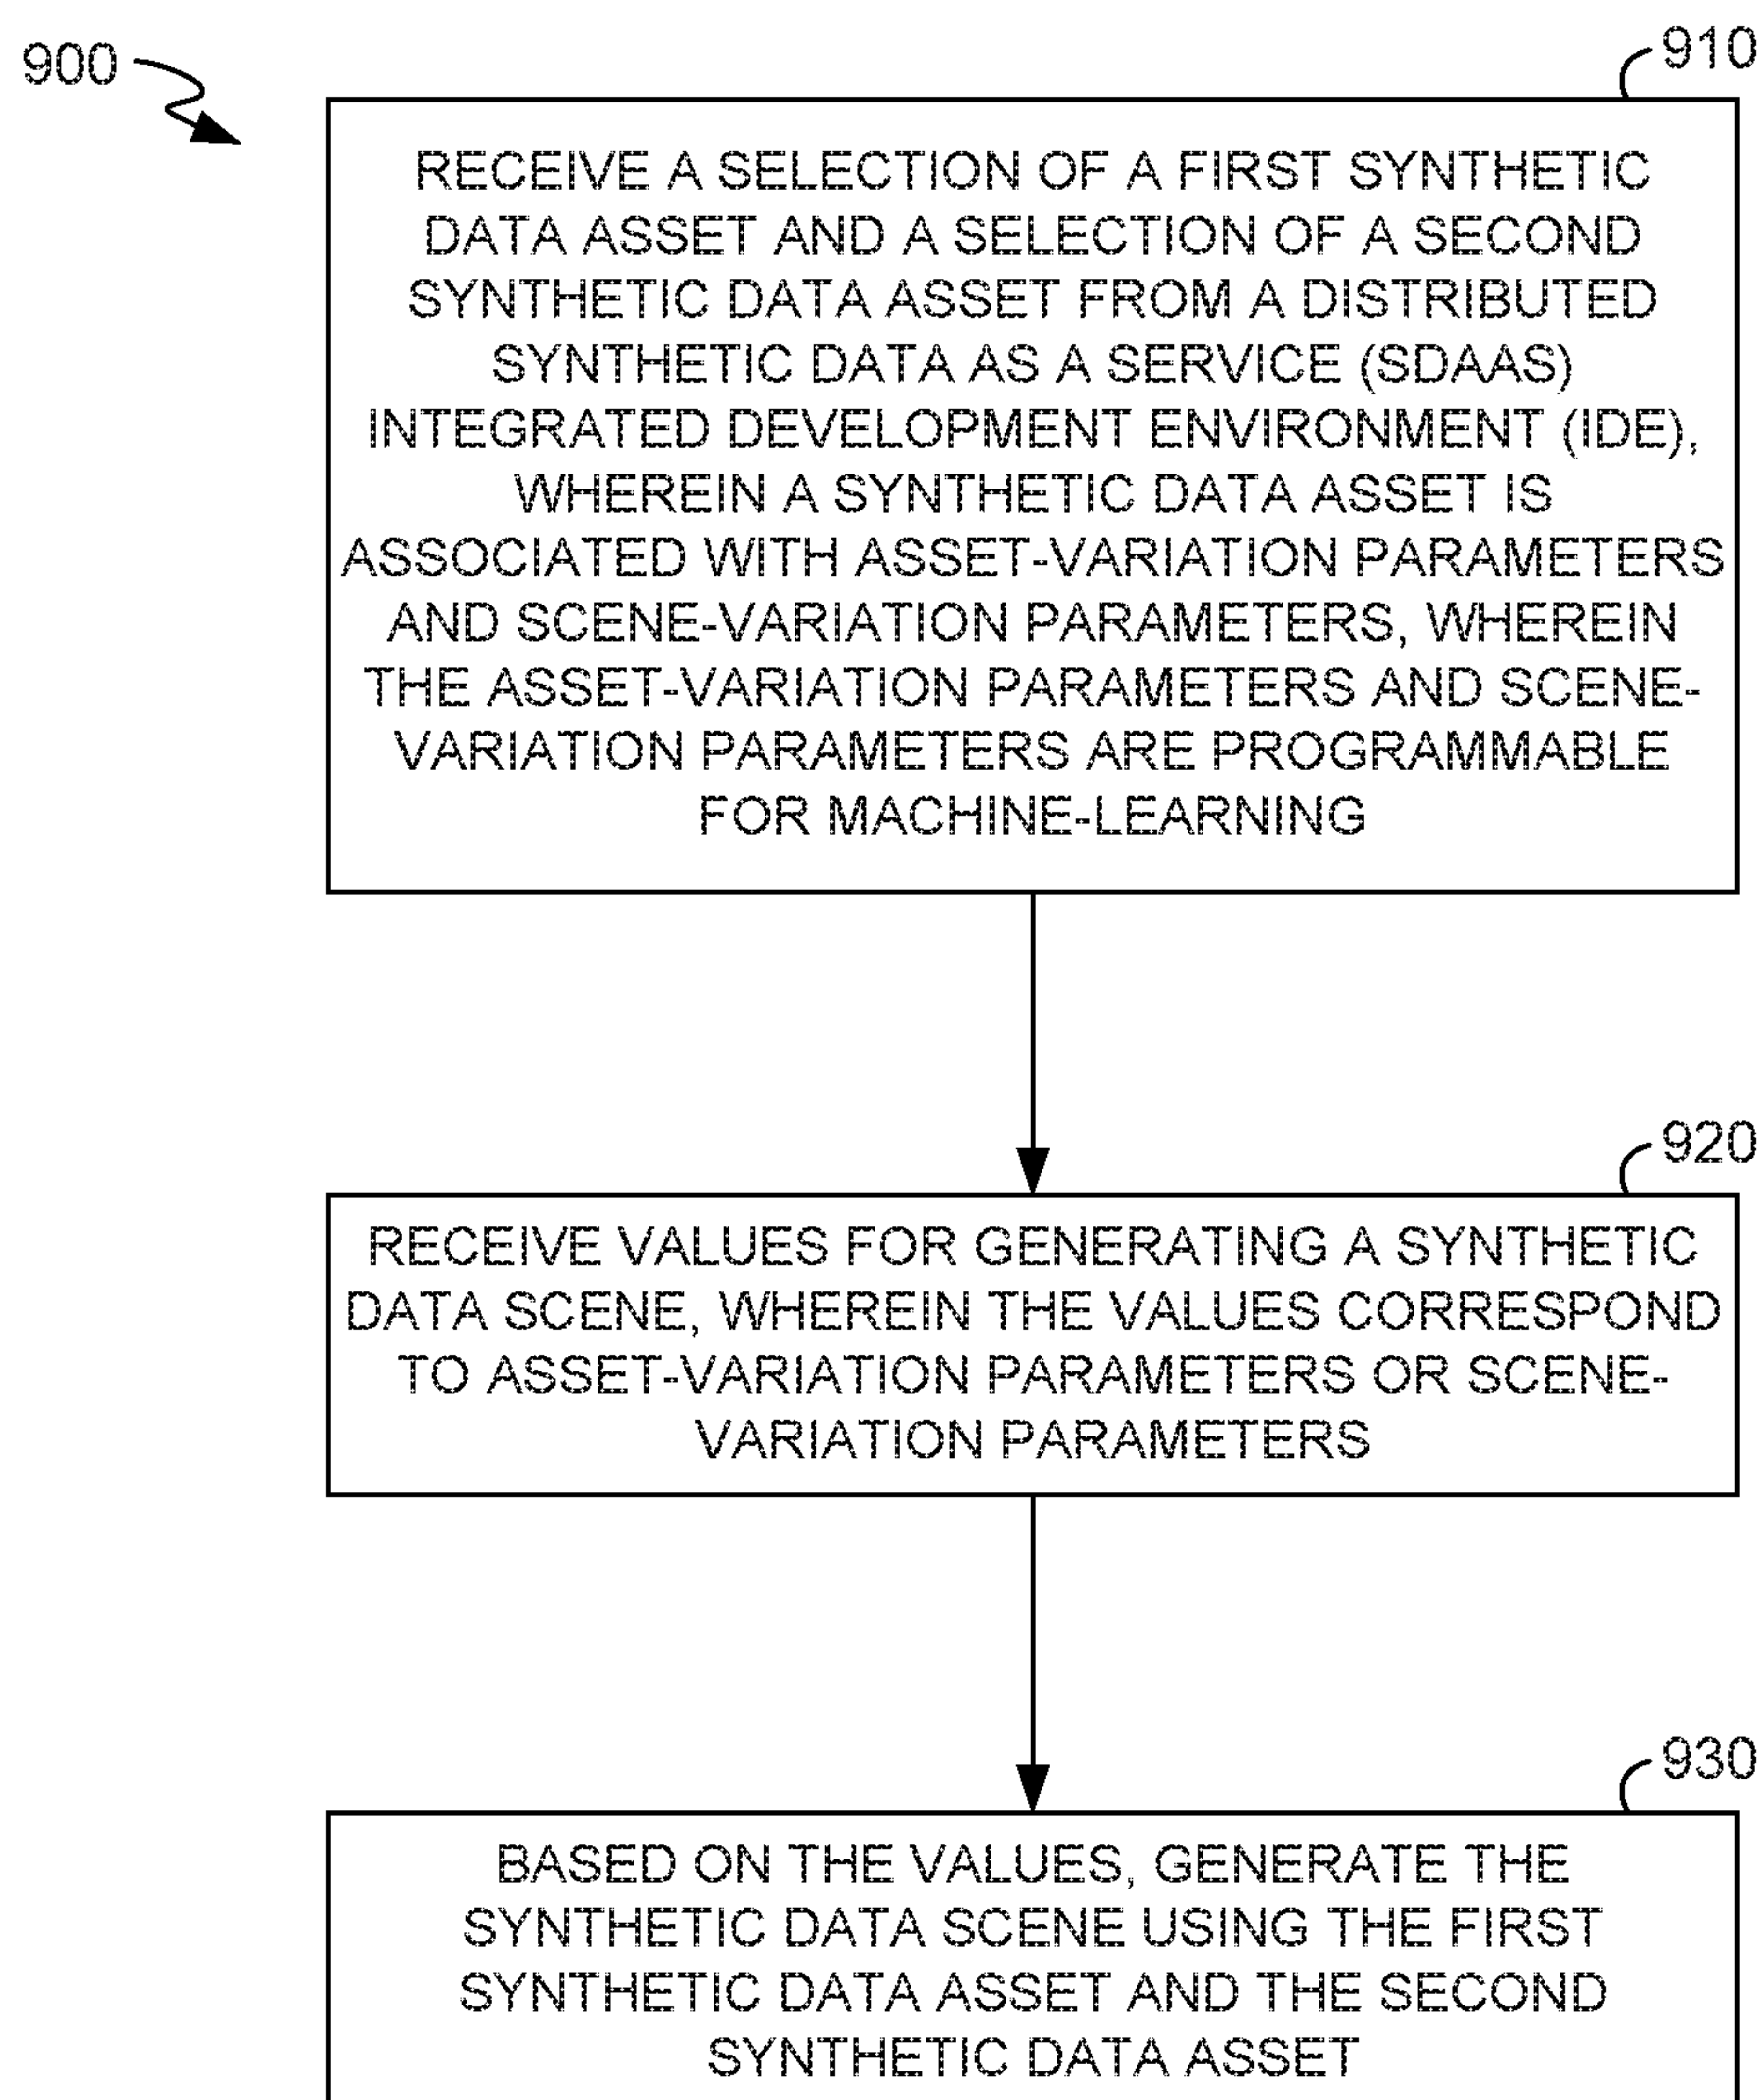 900
910
RECEIVE A SELECTION OF A FIRST SYNTHETIC
DATA ASSET AND A SELECTION OF A SECOND
SYNTHETIC DATA ASSET FROM A DISTRIBUTED
SYNTHETIC DATA AS A SERVICE (SDAAS)
INTEGRATED DEVELOPMENT ENVIRONMENT (IDE),
WHEREIN A SYNTHETIC DATA ASSET IS
ASSOCIATED WITH ASSET-VARIATION PARAMETERS
AND SCENE-VARIATION PARAMETERS, WHEREIN
THE ASSET-VARIATION PARAMETERS AND SCENE-
VARIATION PARAMETERS ARE PROGRAMMABLE
FOR MACHINE-LEARNING
920
RECEIVE VALUES FOR GENERATING A SYNTHETIC
DATA SCENE, WHEREIN THE VALUES CORRESPOND
TO ASSET-VARIATION PARAMETERS OR SCENE-
VARIATION PARAMETERS
930
BASED ON THE VALUES, GENERATE THE
SYNTHETIC DATA SCENE USING THE FIRST
SYNTHETIC DATA ASSET AND THE SECOND
SYNTHETIC DATA ASSET